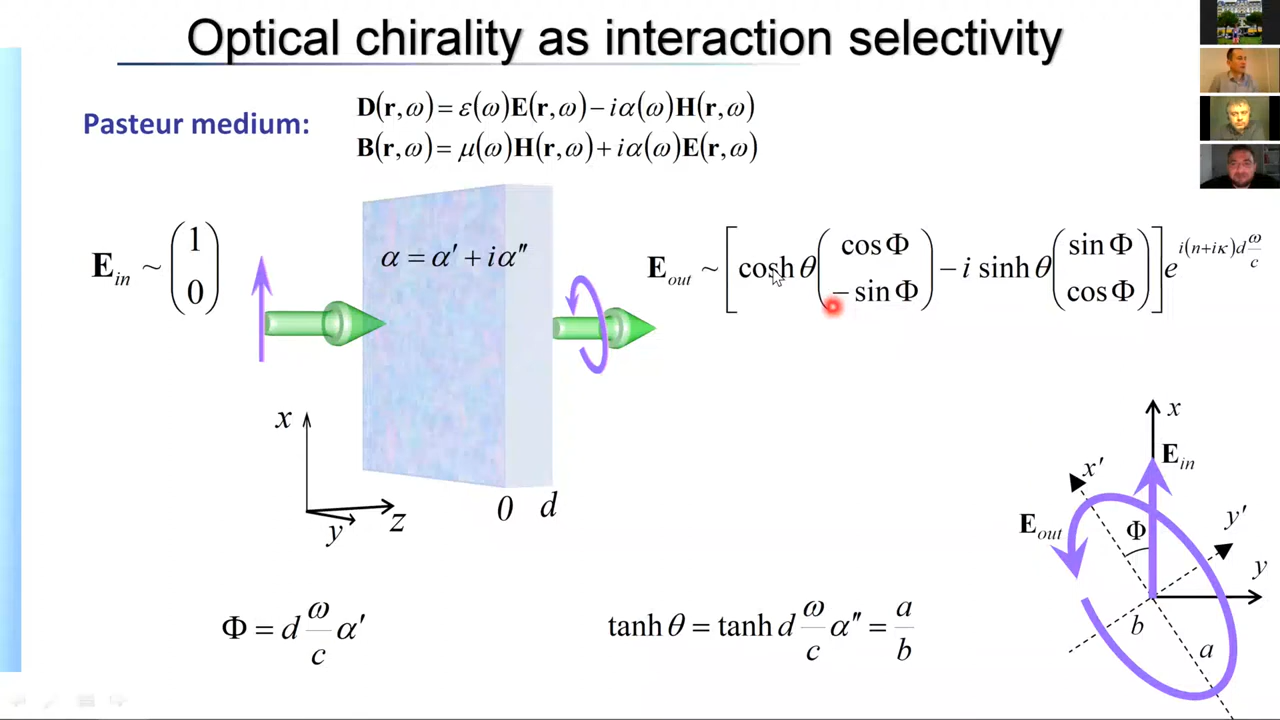 Optical chirality as interaction selectivity
Pasteur medium:
D(r,ω)=ε(ω)E(r,ω)−iα(ω)H(r,ω)
B(r,ω)=μ(ω)H(r,ω)+iα(ω)E(r,ω)
E_in ~ (1 0)
α = α′ + iα″
E_out ~ [cosh θ (cos Φ −sin Φ) − i sinh θ (sin Φ cos Φ)] e^{i(n+iκ)d ω/c}
x
y
z
0 d
x
E_in
x′
E_out
Φ
y′
y
b
a
Φ = d ω/c α′
tanh θ = tanh d ω/c α″ = a/b